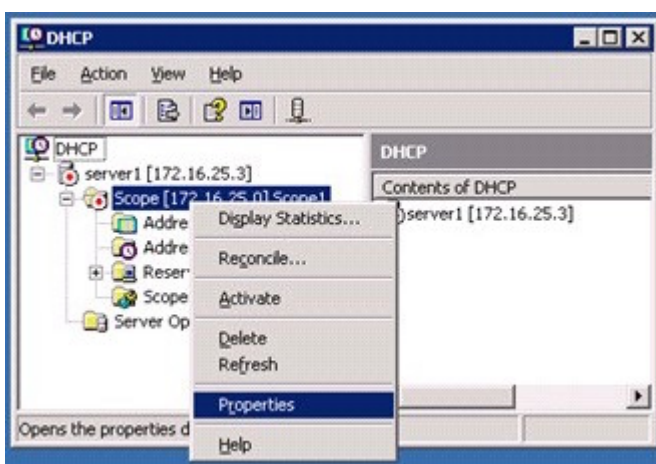 DHCP
File Action View Help
DHCP
server1 [172.16.25.3]
Scope [172.16.25.0] Scope1
Addre
Addre
Reser
Scope
Server Op
DHCP
Contents of DHCP
server1 [172.16.25.3]
Display Statistics...
Reconcile...
Activate
Delete
Refresh
Properties
Help
Opens the properties d